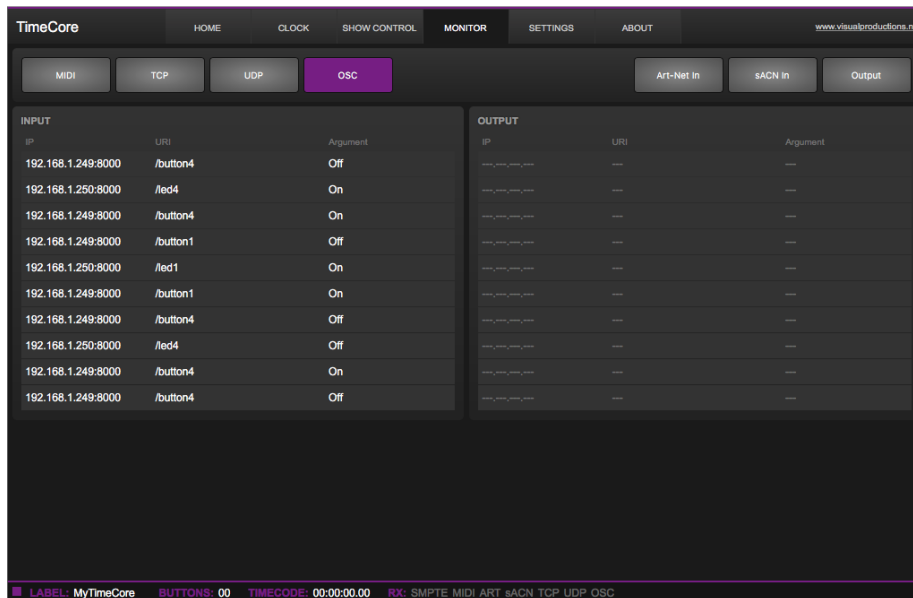 TimeCore HOME CLOCK SHOW CONTROL MONITOR SETTINGS ABOUT www.visualproductions.n
MIDI TCP UDP OSC Art-Net In sACN In Output
INPUT OUTPUT
IP URI Argument IP URI Argument
192.168.1.249:8000 /button4 Off ---.---.---.--- --- ---
192.168.1.250:8000 /led4 On ---.---.---.--- --- ---
192.168.1.249:8000 /button4 On ---.---.---.--- --- ---
192.168.1.249:8000 /button1 Off ---.---.---.--- --- ---
192.168.1.250:8000 /led1 On ---.---.---.--- --- ---
192.168.1.249:8000 /button1 On ---.---.---.--- --- ---
192.168.1.249:8000 /button4 Off ---.---.---.--- --- ---
192.168.1.250:8000 /led4 Off ---.---.---.--- --- ---
192.168.1.249:8000 /button4 On ---.---.---.--- --- ---
192.168.1.249:8000 /button4 Off ---.---.---.--- --- ---
LABEL: MyTimeCore BUTTONS: 00 TIMECODE: 00:00:00.00 RX: SMPTE MIDI ART sACN TCP UDP OSC